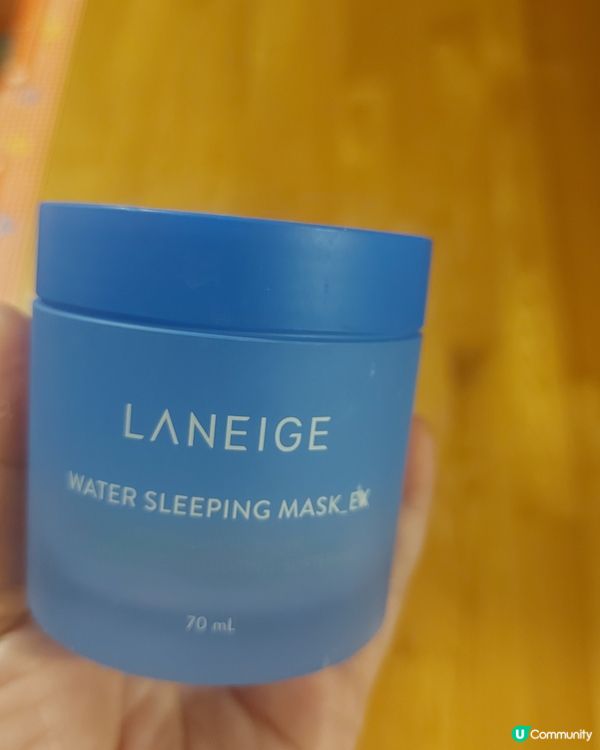 LANEIGE
WATER SLEEPING MASK_EX
70 mL
U Community